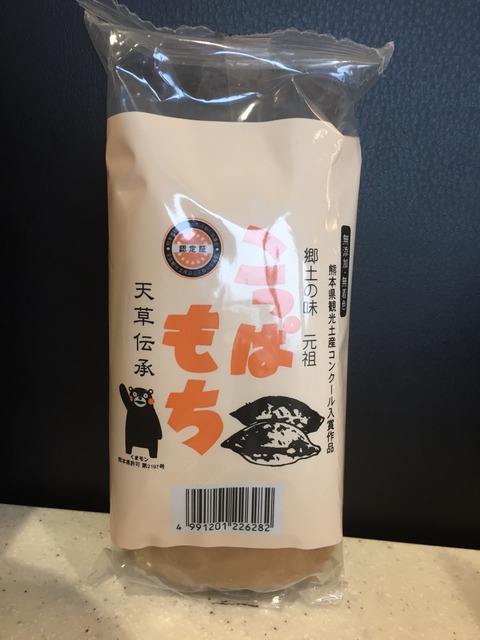 無添加・無着色
熊本県観光土産コンクール入賞作品
郷土の味 元祖
こっぱ
もち
認定証
天草伝承
くまモン
熊本県許可 第2197号
4 991201 226282